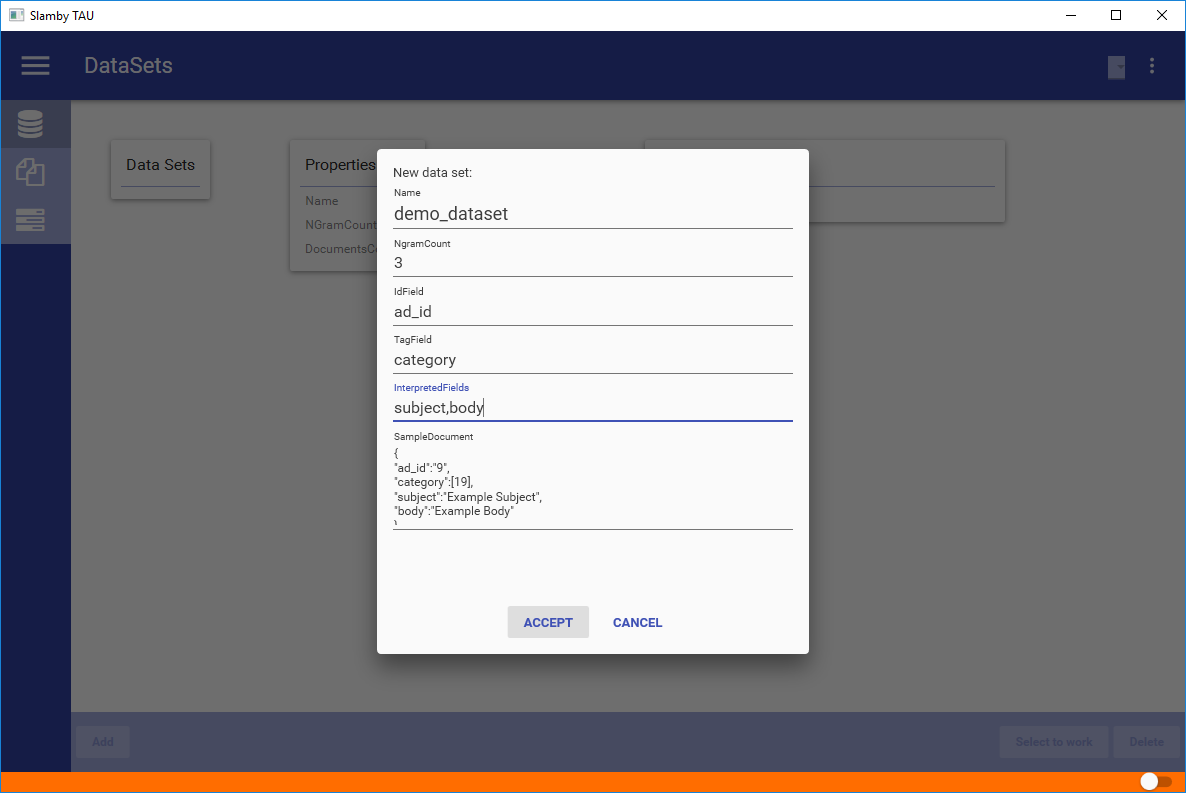 Slamby TAU
DataSets
Data Sets
Properties
Name
NGramCount
New data set:
Name
demo_dataset
NgramCount
3
IdField
ad_id
TagField
category
InterpretedFields
subject,body
SampleDocument
{
"ad_id":"9",
"category":[19],
"subject":"Example Subject",
"body":"Example Body"
}
ACCEPT
CANCEL
Add
Select to work
Delete